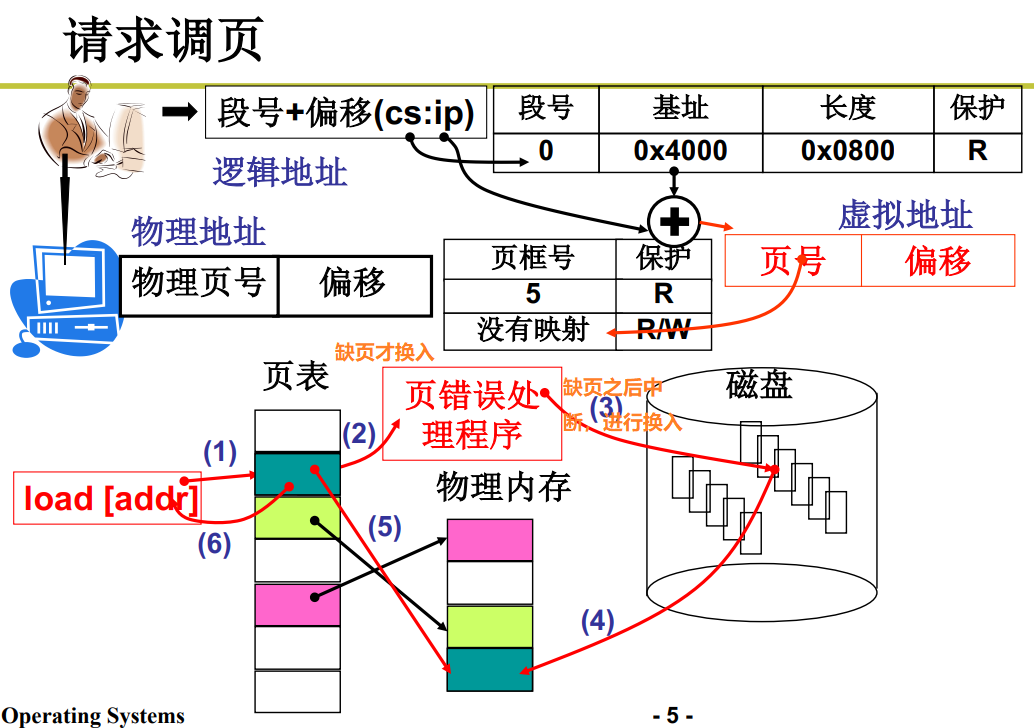 请求调页
段号+偏移(cs:ip)
段号 基址 长度 保护
0 0x4000 0x0800 R
逻辑地址
虚拟地址
物理地址
页号 偏移
物理页号 偏移
页框号 保护
5 R
没有映射 R/W
缺页才换入
页表
页错误处
理程序
缺页之后中
断，进行换入
磁盘
(1)
(2)
(3)
load [addr]
物理内存
(5)
(6)
(4)
Operating Systems
- 5 -